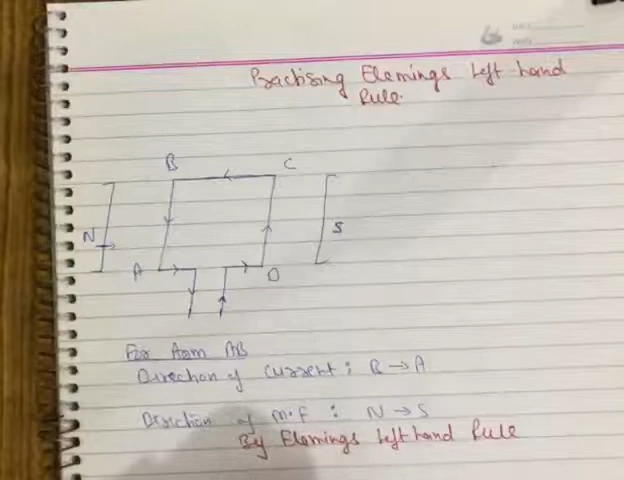 Practising Flemings Left hand
Rule.
B
C
N
S
A
D
For Arm AB
Direction of current : B → A
Direction of M.F : N → S
By Flemings left hand Rule